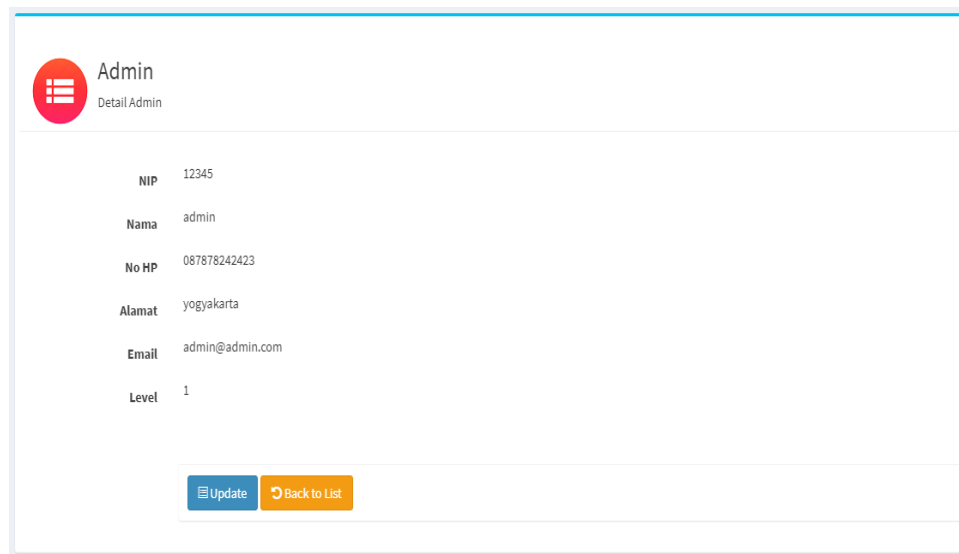 Admin
Detail Admin
NIP 12345
Nama admin
No HP 087878242423
Alamat yogyakarta
Email admin@admin.com
Level 1
Update Back to List